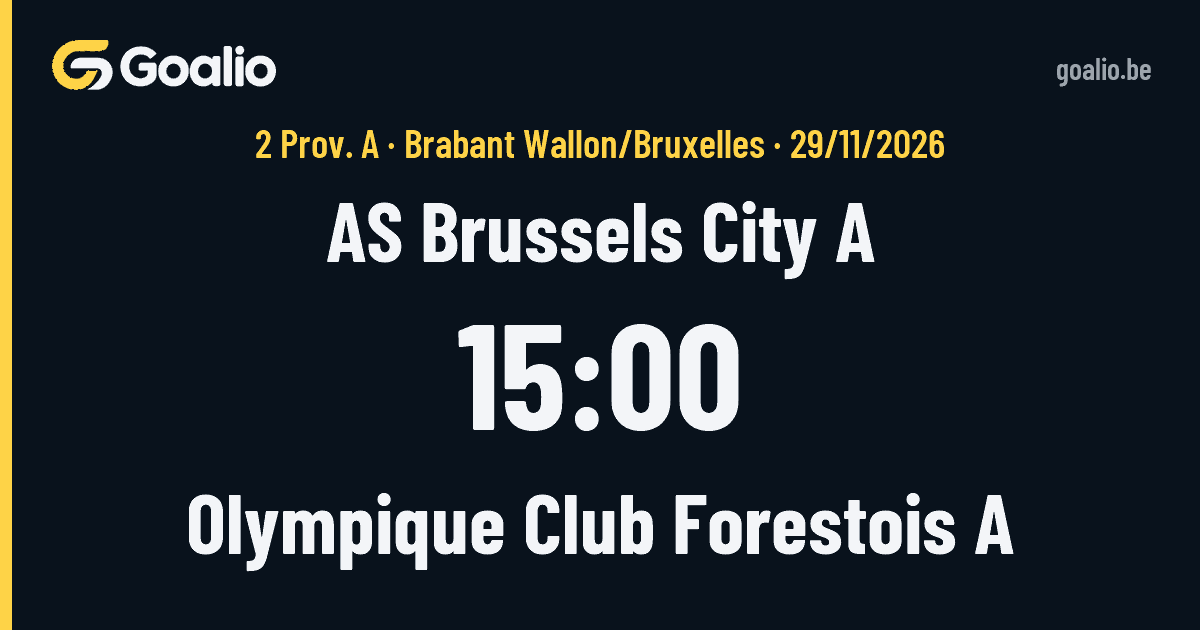 Goalio
goalio.be
2 Prov. A · Brabant Wallon/Bruxelles · 29/11/2026
AS Brussels City A
15:00
Olympique Club Forestois A